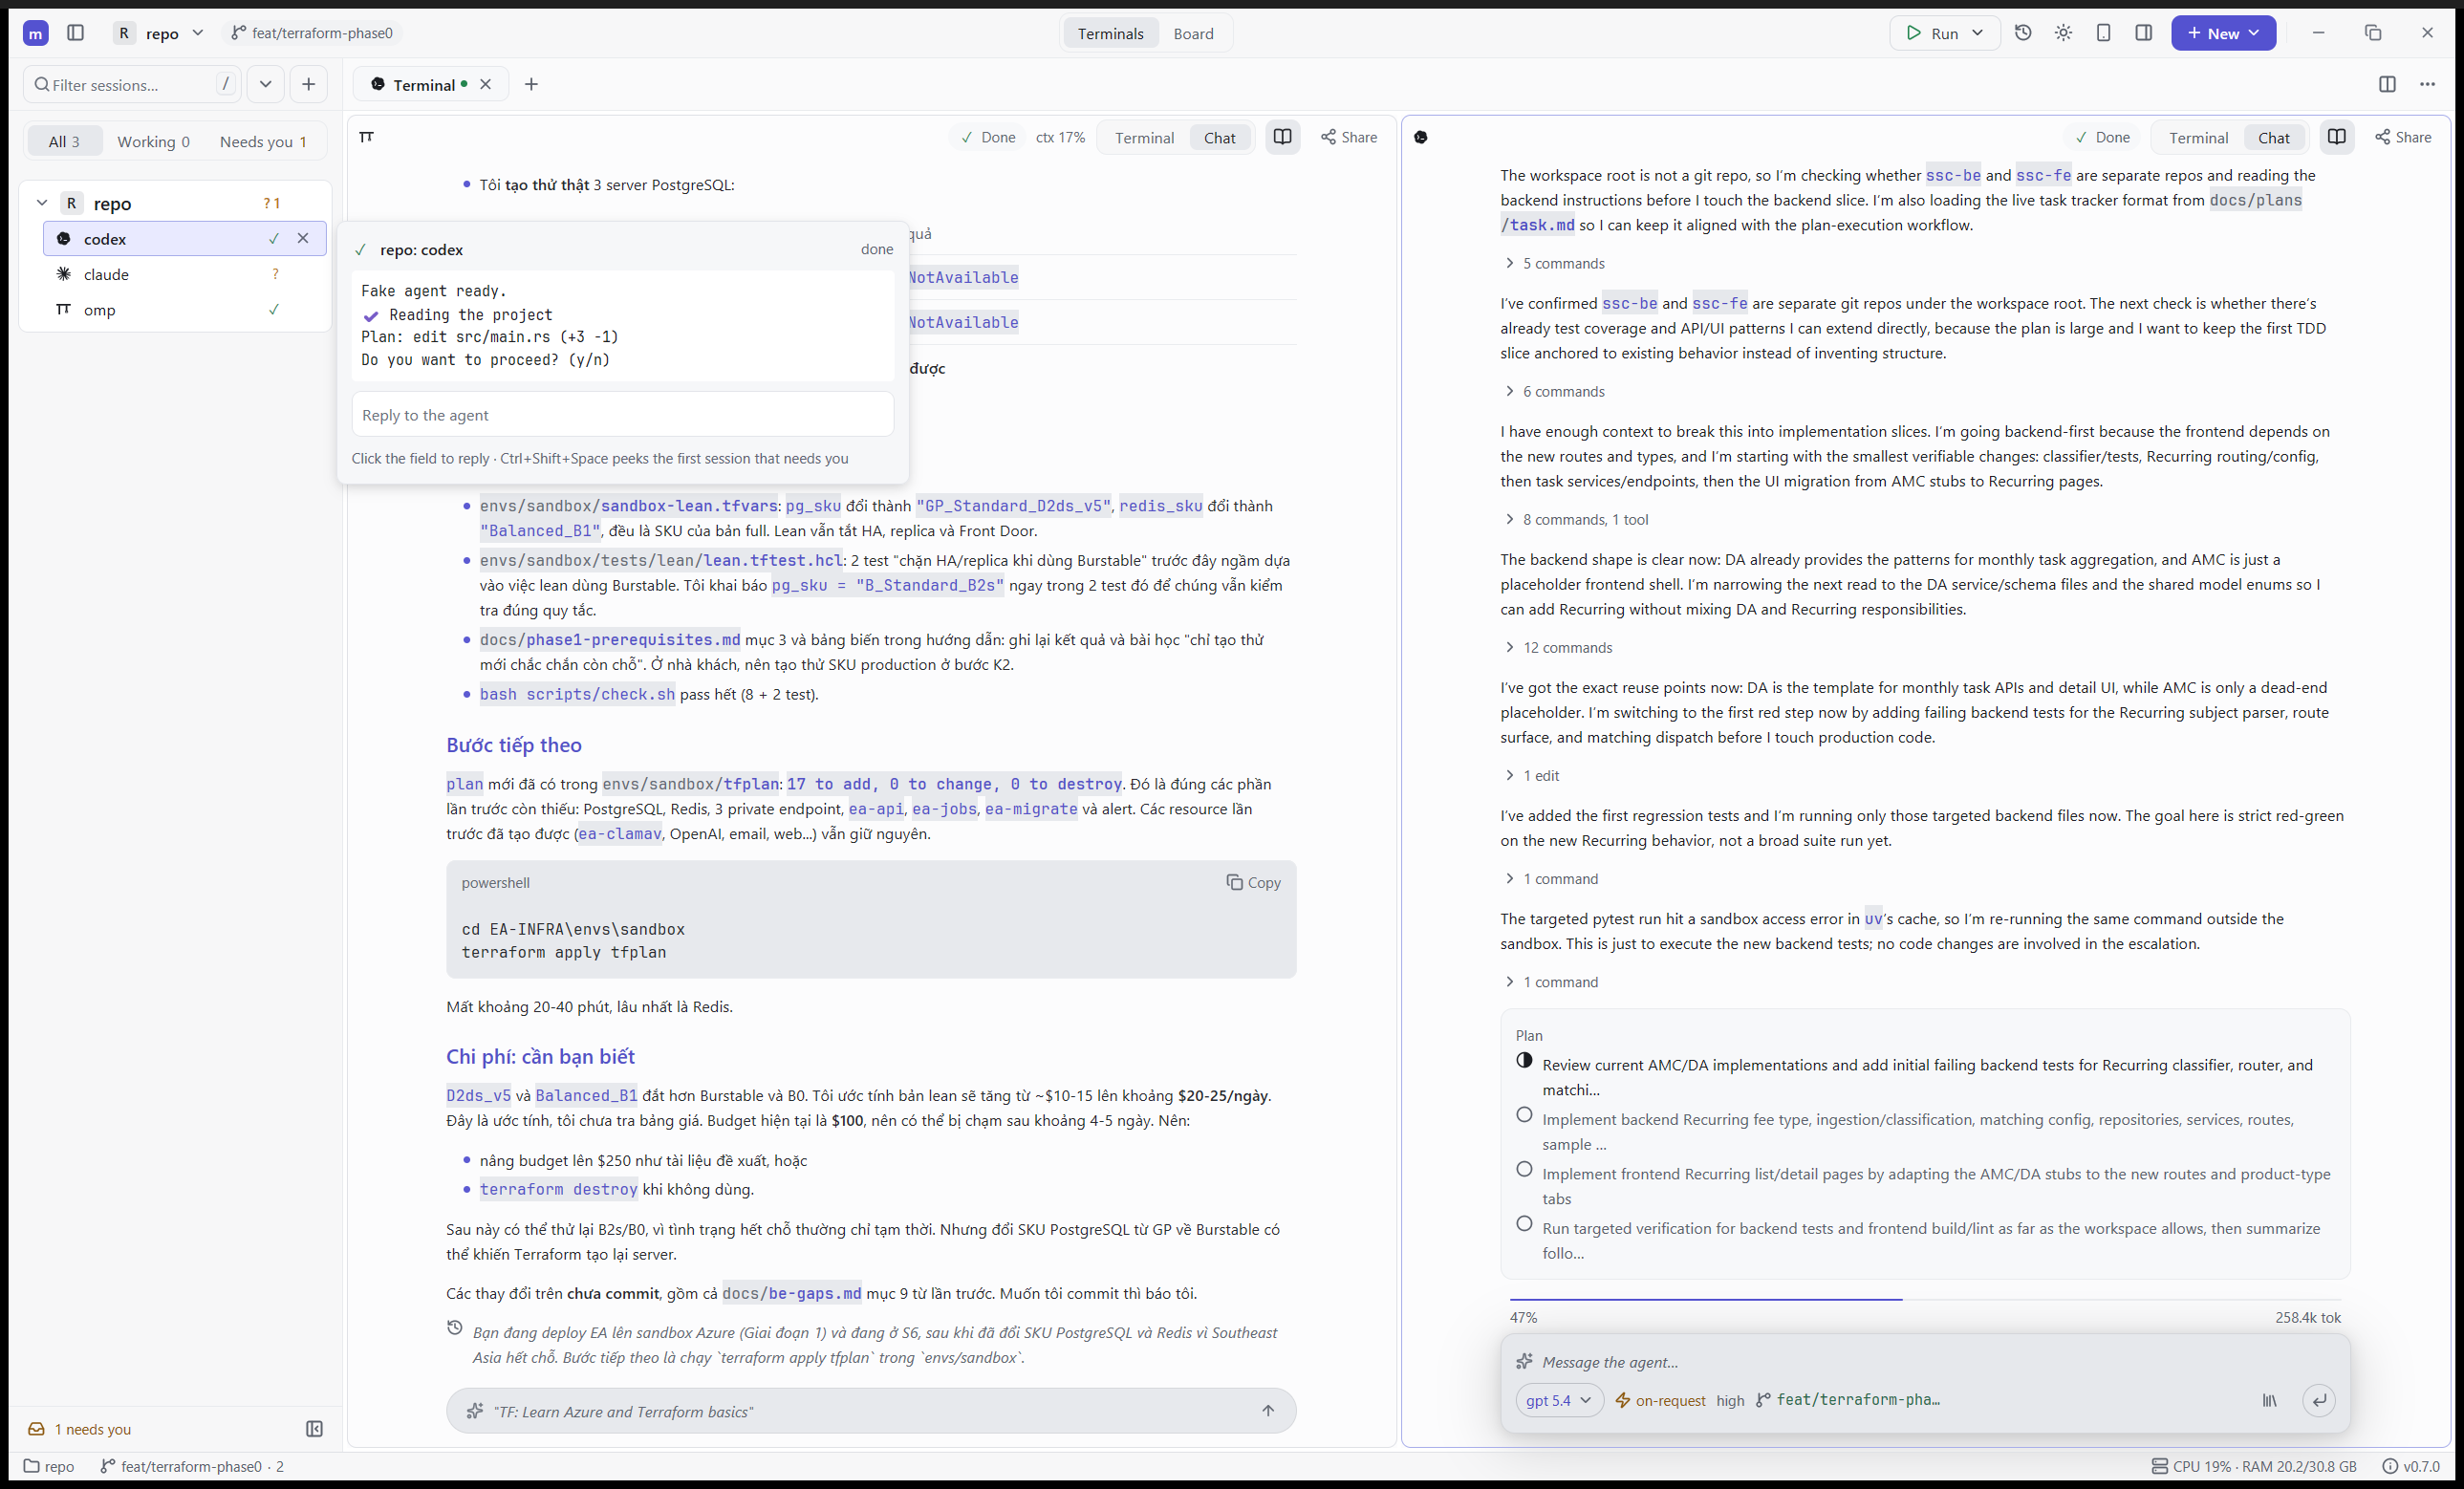 m
R repo
feat/terraform-phase0
Terminals
Board
Run
New
Filter sessions...
/
Terminal
All 3
Working 0
Needs you 1
R repo ? 1
codex
claude ?
omp
1 needs you
Done
ctx 17%
Terminal
Chat
Share
Tôi tạo thử thật 3 server PostgreSQL:
quả
NotAvailable
NotAvailable
được
repo: codex
done
Fake agent ready.
Reading the project
Plan: edit src/main.rs (+3 -1)
Do you want to proceed? (y/n)
Reply to the agent
Click the field to reply · Ctrl+Shift+Space peeks the first session that needs you
envs/sandbox/sandbox-lean.tfvars: pg_sku đổi thành "GP_Standard_D2ds_v5", redis_sku đổi thành
"Balanced_B1", đều là SKU của bản full. Lean vẫn tắt HA, replica và Front Door.
envs/sandbox/tests/lean/lean.tftest.hcl: 2 test "chặn HA/replica khi dùng Burstable" trước đây ngầm dựa
vào việc lean dùng Burstable. Tôi khai báo pg_sku = "B_Standard_B2s" ngay trong 2 test đó để chúng vẫn kiểm
tra đúng quy tắc.
docs/phase1-prerequisites.md mục 3 và bảng biến trong hướng dẫn: ghi lại kết quả và bài học "chỉ tạo thử
mới chắc chắn còn chỗ". Ở nhà khách, nên tạo thử SKU production ở bước K2.
bash scripts/check.sh pass hết (8 + 2 test).
Bước tiếp theo
plan mới đã có trong envs/sandbox/tfplan: 17 to add, 0 to change, 0 to destroy. Đó là đúng các phần
lần trước còn thiếu: PostgreSQL, Redis, 3 private endpoint, ea-api, ea-jobs, ea-migrate và alert. Các resource lần
trước đã tạo được (ea-clamav, OpenAI, email, web...) vẫn giữ nguyên.
powershell
Copy
cd EA-INFRA\envs\sandbox
terraform apply tfplan
Mất khoảng 20-40 phút, lâu nhất là Redis.
Chi phí: cần bạn biết
D2ds_v5 và Balanced_B1 đắt hơn Burstable và B0. Tôi ước tính bản lean sẽ tăng từ ~$10-15 lên khoảng $20-25/ngày.
Đây là ước tính, tôi chưa tra bảng giá. Budget hiện tại là $100, nên có thể bị chạm sau khoảng 4-5 ngày. Nên:
nâng budget lên $250 như tài liệu đề xuất, hoặc
terraform destroy khi không dùng.
Sau này có thể thử lại B2s/B0, vì tình trạng hết chỗ thường chỉ tạm thời. Nhưng đổi SKU PostgreSQL từ GP về Burstable có
thể khiến Terraform tạo lại server.
Các thay đổi trên chưa commit, gồm cả docs/be-gaps.md mục 9 từ lần trước. Muốn tôi commit thì báo tôi.
Bạn đang deploy EA lên sandbox Azure (Giai đoạn 1) và đang ở S6, sau khi đã đổi SKU PostgreSQL và Redis vì Southeast
Asia hết chỗ. Bước tiếp theo là chạy `terraform apply tfplan` trong `envs/sandbox`.
"TF: Learn Azure and Terraform basics"
Done
Terminal
Chat
Share
The workspace root is not a git repo, so I'm checking whether ssc-be and ssc-fe are separate repos and reading the
backend instructions before I touch the backend slice. I'm also loading the live task tracker format from docs/plans
/task.md so I can keep it aligned with the plan-execution workflow.
5 commands
I've confirmed ssc-be and ssc-fe are separate git repos under the workspace root. The next check is whether there's
already test coverage and API/UI patterns I can extend directly, because the plan is large and I want to keep the first TDD
slice anchored to existing behavior instead of inventing structure.
6 commands
I have enough context to break this into implementation slices. I'm going backend-first because the frontend depends on
the new routes and types, and I'm starting with the smallest verifiable changes: classifier/tests, Recurring routing/config,
then task services/endpoints, then the UI migration from AMC stubs to Recurring pages.
8 commands, 1 tool
The backend shape is clear now: DA already provides the patterns for monthly task aggregation, and AMC is just a
placeholder frontend shell. I'm narrowing the next read to the DA service/schema files and the shared model enums so I
can add Recurring without mixing DA and Recurring responsibilities.
12 commands
I've got the exact reuse points now: DA is the template for monthly task APIs and detail UI, while AMC is only a dead-end
placeholder. I'm switching to the first red step now by adding failing backend tests for the Recurring subject parser, route
surface, and matching dispatch before I touch production code.
1 edit
I've added the first regression tests and I'm running only those targeted backend files now. The goal here is strict red-green
on the new Recurring behavior, not a broad suite run yet.
1 command
The targeted pytest run hit a sandbox access error in uv's cache, so I'm re-running the same command outside the
sandbox. This is just to execute the new backend tests; no code changes are involved in the escalation.
1 command
Plan
Review current AMC/DA implementations and add initial failing backend tests for Recurring classifier, router, and
matchi...
Implement backend Recurring fee type, ingestion/classification, matching config, repositories, services, routes,
sample ...
Implement frontend Recurring list/detail pages by adapting the AMC/DA stubs to the new routes and product-type
tabs
Run targeted verification for backend tests and frontend build/lint as far as the workspace allows, then summarize
follo...
47%
258.4k tok
Message the agent...
gpt 5.4
on-request
high
feat/terraform-pha...
repo
feat/terraform-phase0 · 2
CPU 19% · RAM 20.2/30.8 GB
v0.7.0